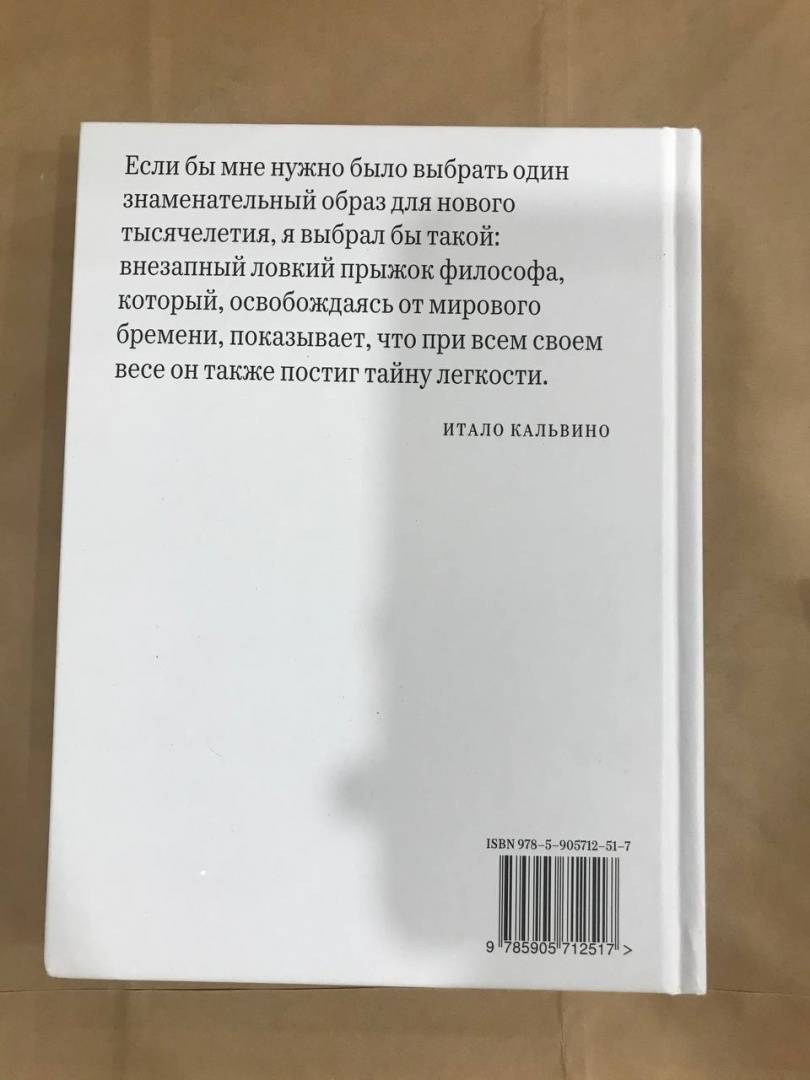 Если бы мне нужно было выбрать один
знаменательный образ для нового
тысячелетия, я выбрал бы такой:
внезапный ловкий прыжок философа,
который, освобождаясь от мирового
бремени, показывает, что при всем своем
весе он также постиг тайну легкости.
ИТАЛО КАЛЬВИНО
ISBN 978–5–905712–51–7
9 785905 712517 >